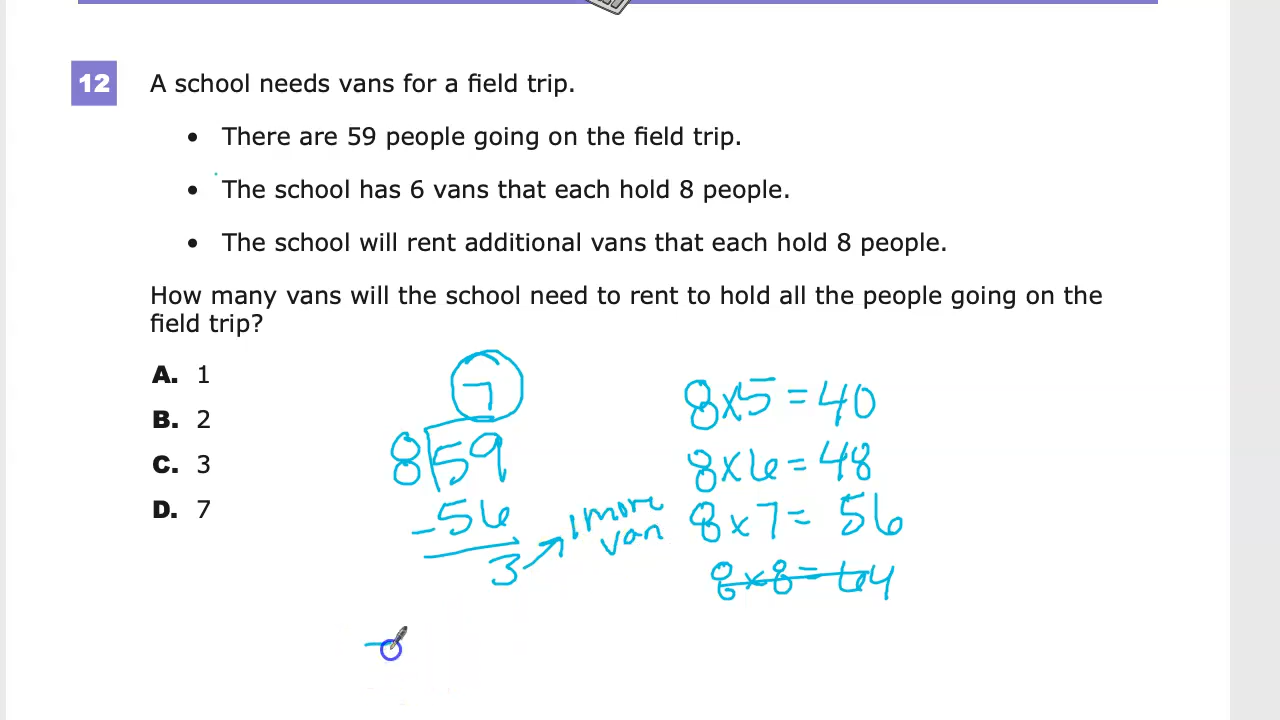 12 A school needs vans for a field trip.
• There are 59 people going on the field trip.
• The school has 6 vans that each hold 8 people.
• The school will rent additional vans that each hold 8 people.
How many vans will the school need to rent to hold all the people going on the
field trip?
A. 1
B. 2
C. 3
D. 7
7
8 59
-56
3
1 more
van
8x5=40
8x6=48
8x7=56
8x8=64